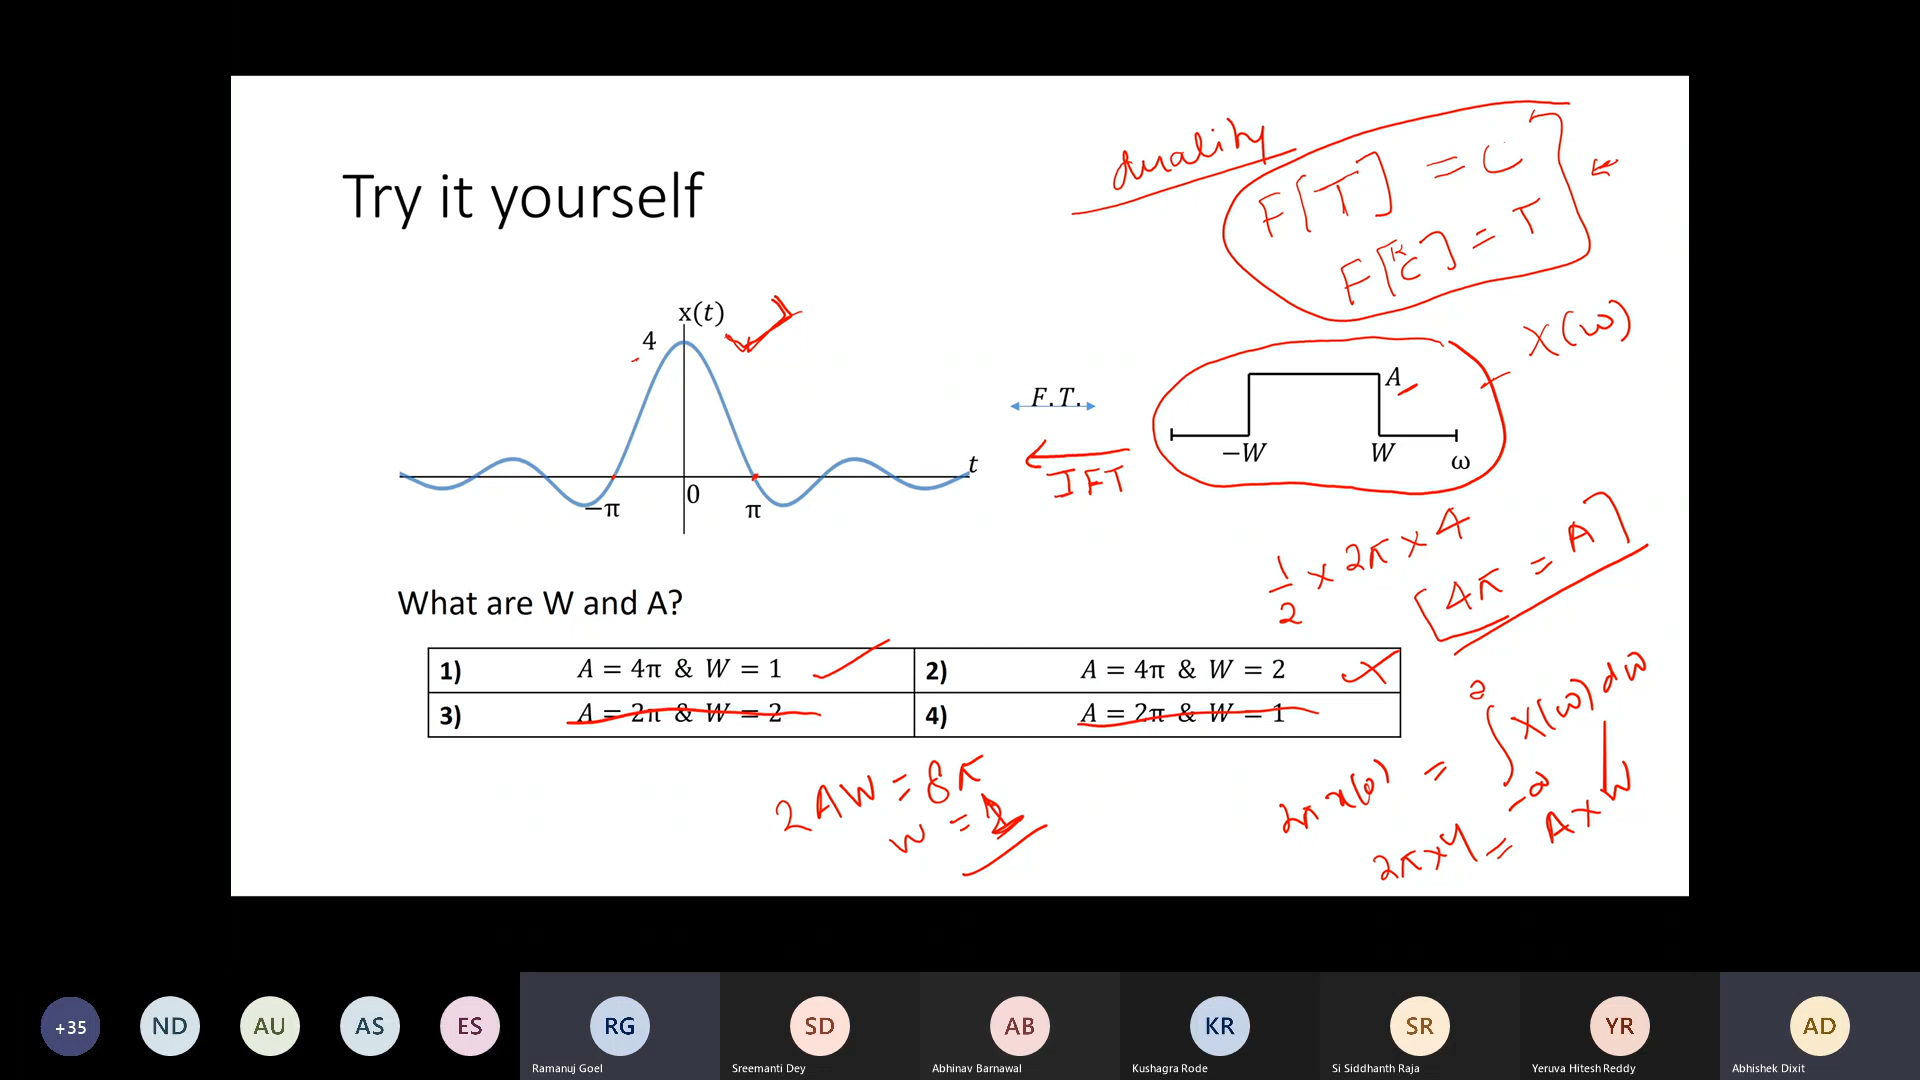 Try it yourself
duality
F[T] = C
F[C] = T
x(t)
4
t
−π
0
π
F.T.
IFT
A
−W
W
ω
X(ω)
1/2 × 2π × 4
[4π = A]
What are W and A?
1) A = 4π & W = 1
2) A = 4π & W = 2
3) A = 2π & W = 2
4) A = 2π & W = 1
2AW = 8π
W =
2π x(0) = ∫ X(ω) dω
−∞
2π×4 = A×W
+35
ND
AU
AS
ES
RG
SD
AB
KR
SR
YR
AD
Ramanuj Goel
Sreemanti Dey
Abhinav Barnawal
Kushagra Rode
Si Siddhanth Raja
Yeruva Hitesh Reddy
Abhishek Dixit